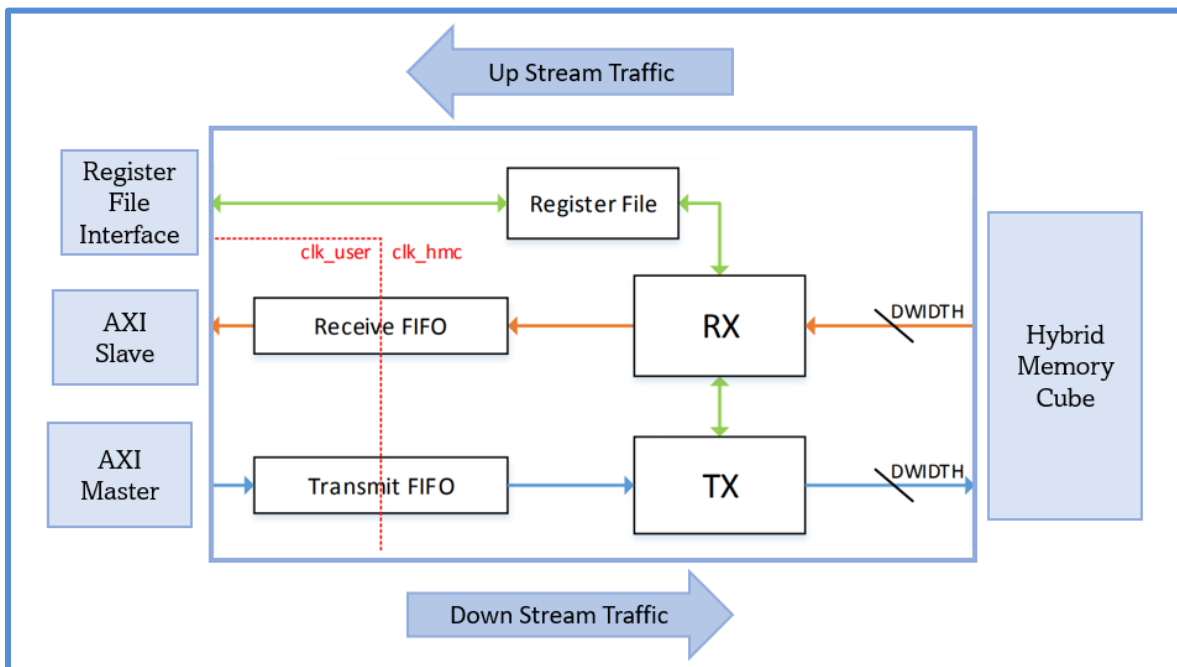 Up Stream Traffic
Register
File
Interface
Register File
clk_user
clk_hmc
AXI
Slave
Receive FIFO
RX
DWIDTH
Hybrid
Memory
Cube
AXI
Master
Transmit FIFO
TX
DWIDTH
Down Stream Traffic